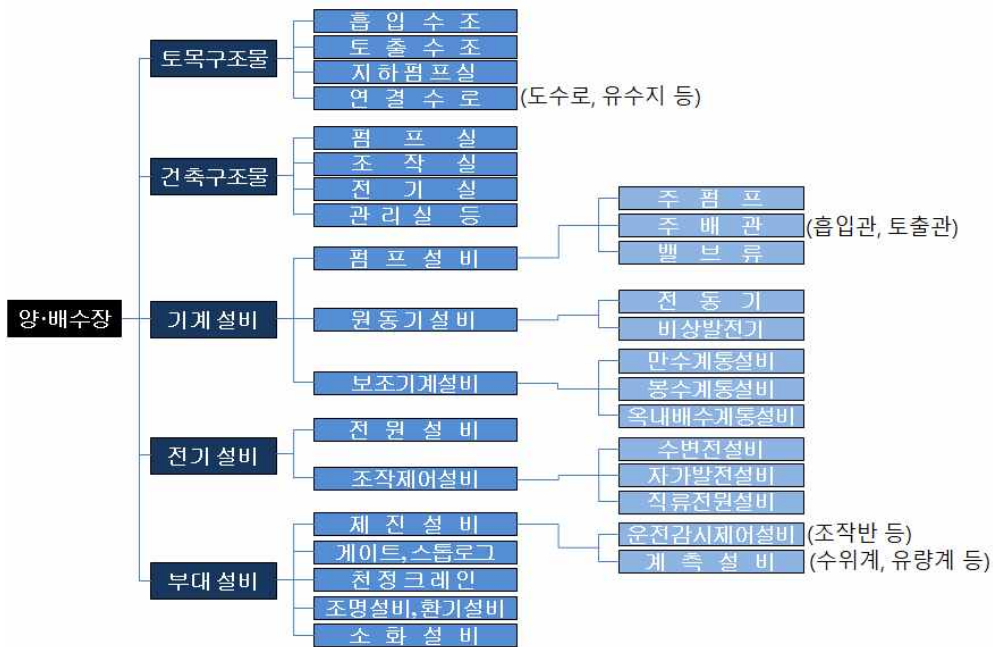 양·배수장
토목구조물
흡 입 수 조
토 출 수 조
지하펌프실
연 결 수 로 (도수로, 유수지 등)
건축구조물
펌 프 실
조 작 실
전 기 실
관 리 실 등
기계설비
펌 프 설 비
주 펌 프
주 배 관 (흡입관, 토출관)
밸 브 류
원동기설비
전 동 기
비상발전기
보조기계설비
만수계통설비
봉수계통설비
옥내배수계통설비
전기설비
전 원 설 비
조작제어설비
수변전설비
자가발전설비
직류전원설비
부대설비
제 진 설 비
운전감시제어설비 (조작반 등)
계 측 설 비 (수위계, 유량계 등)
게이트,스톱로그
천정크레인
조명설비,환기설비
소 화 설 비